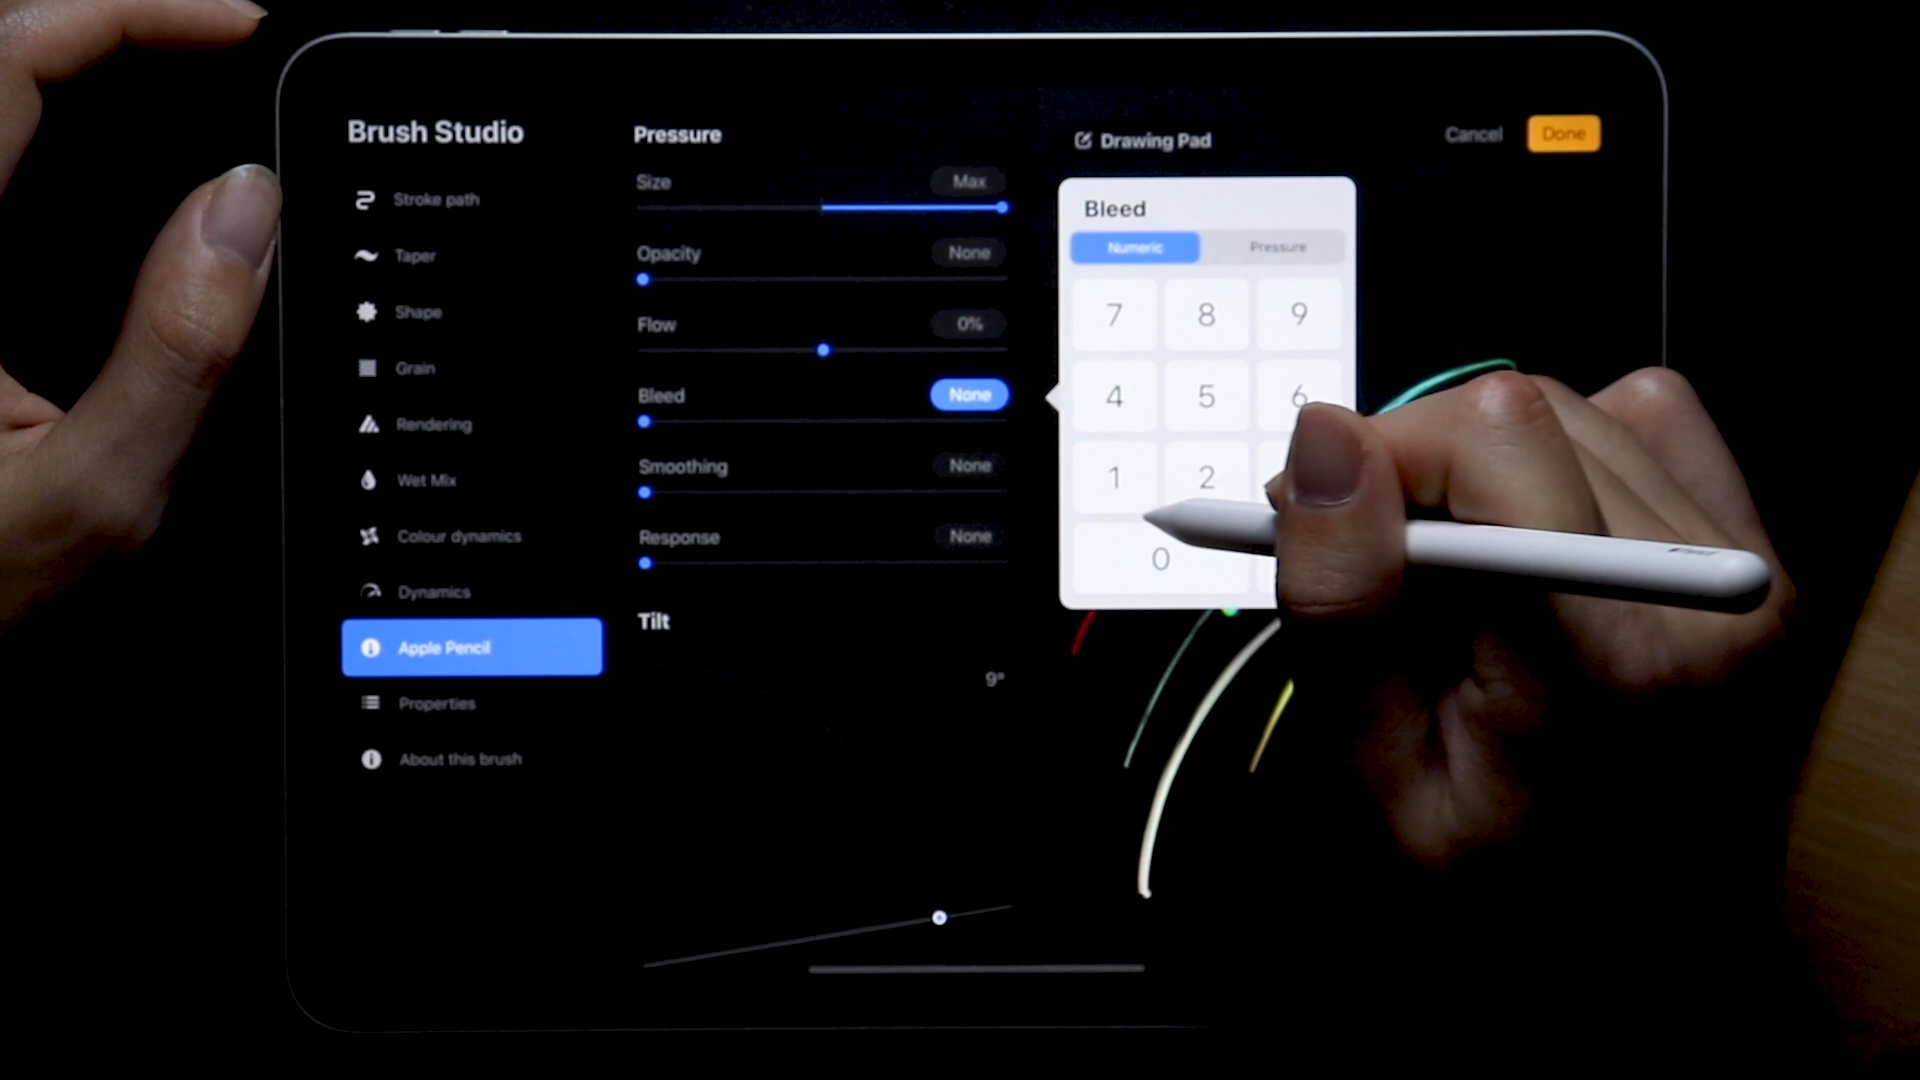 Brush Studio
Stroke path
Taper
Shape
Grain
Rendering
Wet Mix
Colour dynamics
Dynamics
Apple Pencil
Properties
About this brush
Pressure
Size Max
Opacity None
Flow 0%
Bleed None
Smoothing None
Response None
Tilt
9°
Drawing Pad
Cancel Done
Bleed
Numeric Pressure
7 8 9
4 5 6
1 2
0